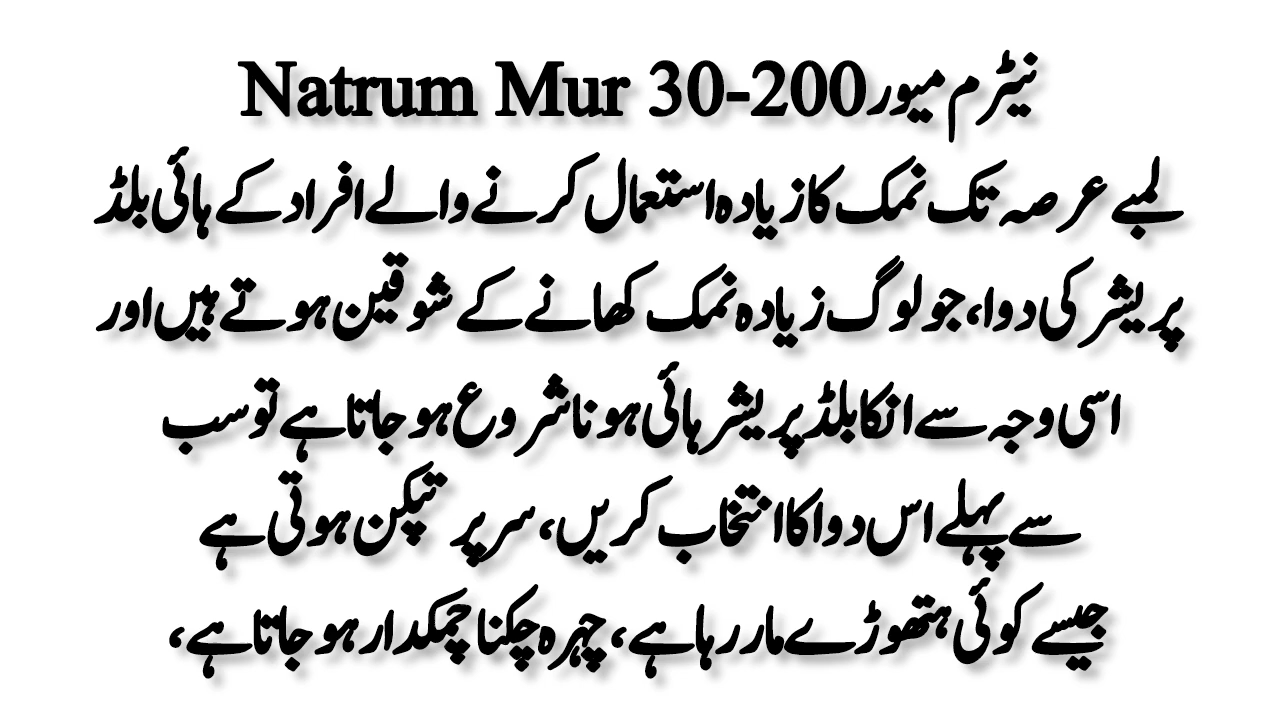 نیٹرم میور Natrum Mur 30-200
لمبے عرصہ تک نمک کا زیادہ استعمال کرنے والے افراد کے ہائی بلڈ
پریشر کی دوا، جو لوگ زیادہ نمک کھانے کے شوقین ہوتے ہیں اور
اسی وجہ سے انکا بلڈ پریشر ہائی ہونا شروع ہو جاتا ہے تو سب
سے پہلے اس دوا کا انتخاب کریں، سر پر تپکن ہوتی ہے
جیسے کوئی ہتھوڑے مار رہا ہے، چہرہ چکنا چمکدار ہو جاتا ہے،